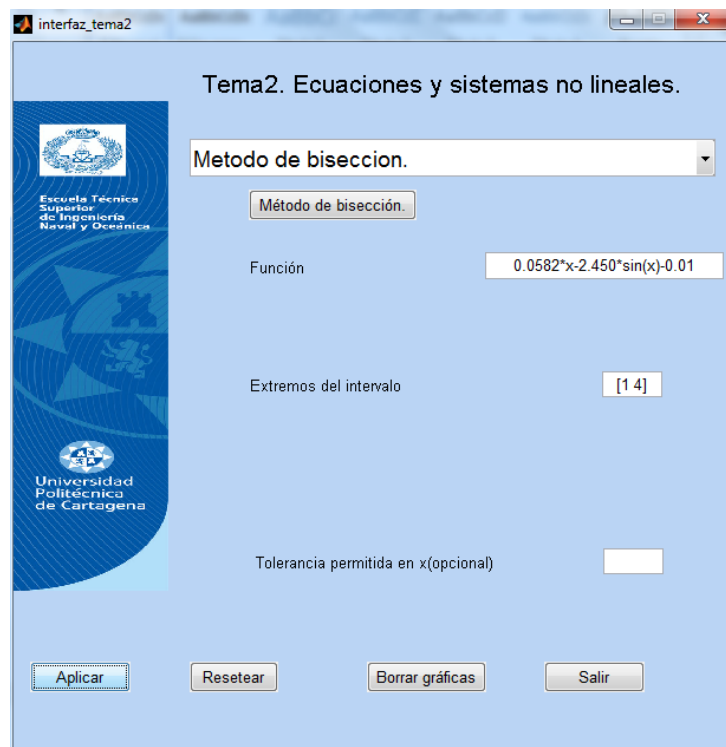 interfaz_tema2
Tema2. Ecuaciones y sistemas no lineales.
Metodo de biseccion.
Escuela Técnica
Superior
de Ingeniería
Naval y Oceánica
Método de bisección.
Función
0.0582*x-2.450*sin(x)-0.01
Extremos del intervalo
[1 4]
Universidad
Politécnica
de Cartagena
Tolerancia permitida en x(opcional)
Aplicar
Resetear
Borrar gráficas
Salir